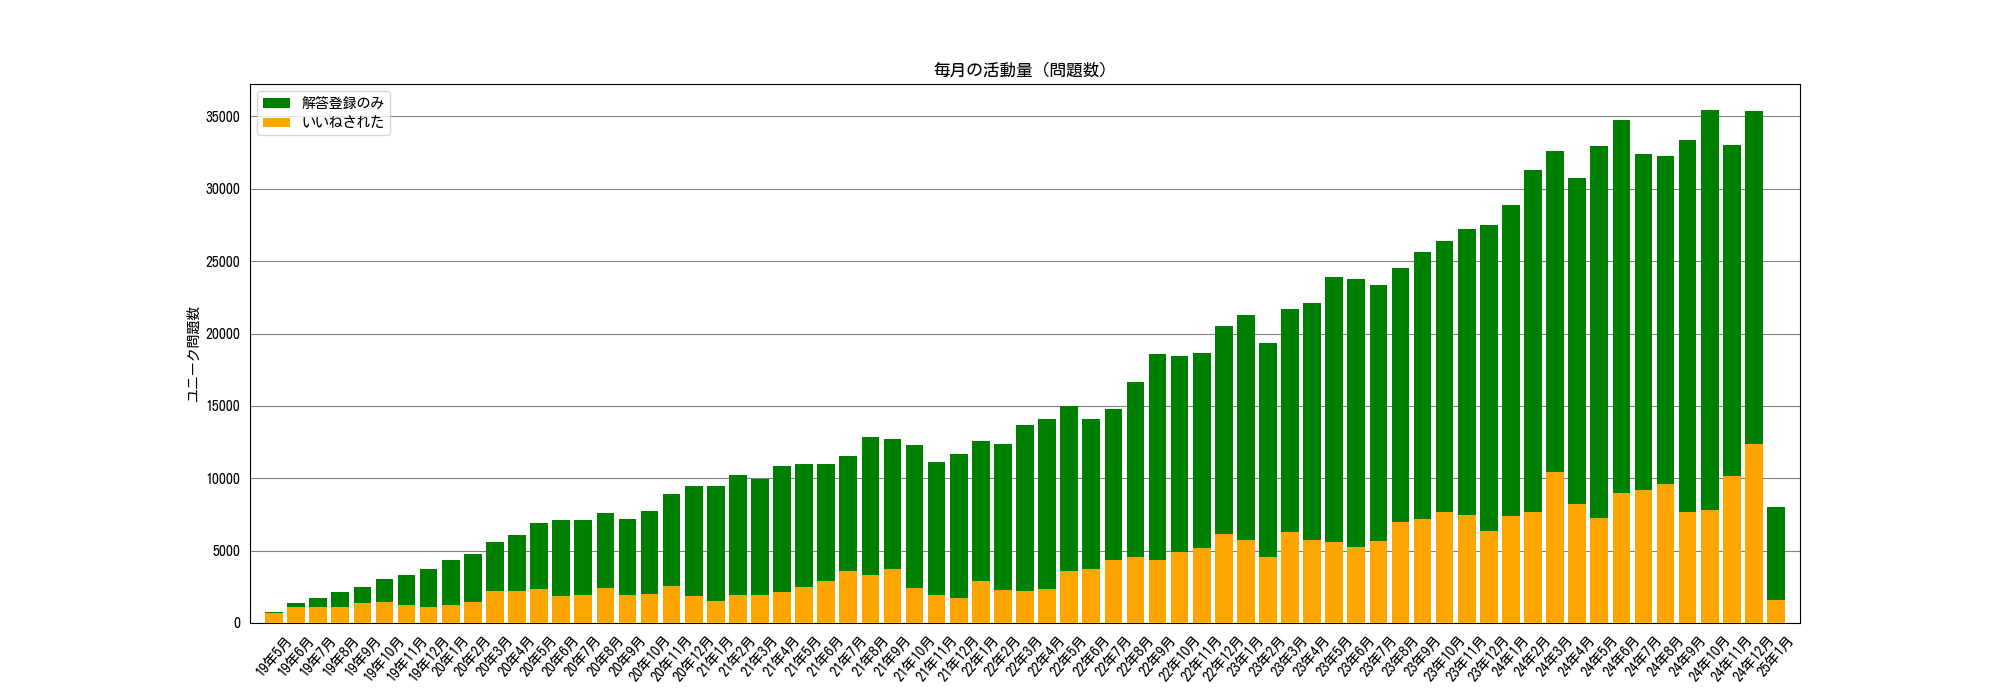 毎月の活動量（問題数）
解答登録のみ
いいねされた
ユニーク問題数
35000
30000
25000
20000
15000
10000
5000
0
19年5月
19年6月
19年7月
19年8月
19年9月
19年10月
19年11月
19年12月
20年1月
20年2月
20年3月
20年4月
20年5月
20年6月
20年7月
20年8月
20年9月
20年10月
20年11月
20年12月
21年1月
21年2月
21年3月
21年4月
21年5月
21年6月
21年7月
21年8月
21年9月
21年10月
21年11月
21年12月
22年1月
22年2月
22年3月
22年4月
22年5月
22年6月
22年7月
22年8月
22年9月
22年10月
22年11月
22年12月
23年1月
23年2月
23年3月
23年4月
23年5月
23年6月
23年7月
23年8月
23年9月
23年10月
23年11月
23年12月
24年1月
24年2月
24年3月
24年4月
24年5月
24年6月
24年7月
24年8月
24年9月
24年10月
24年11月
24年12月
25年1月